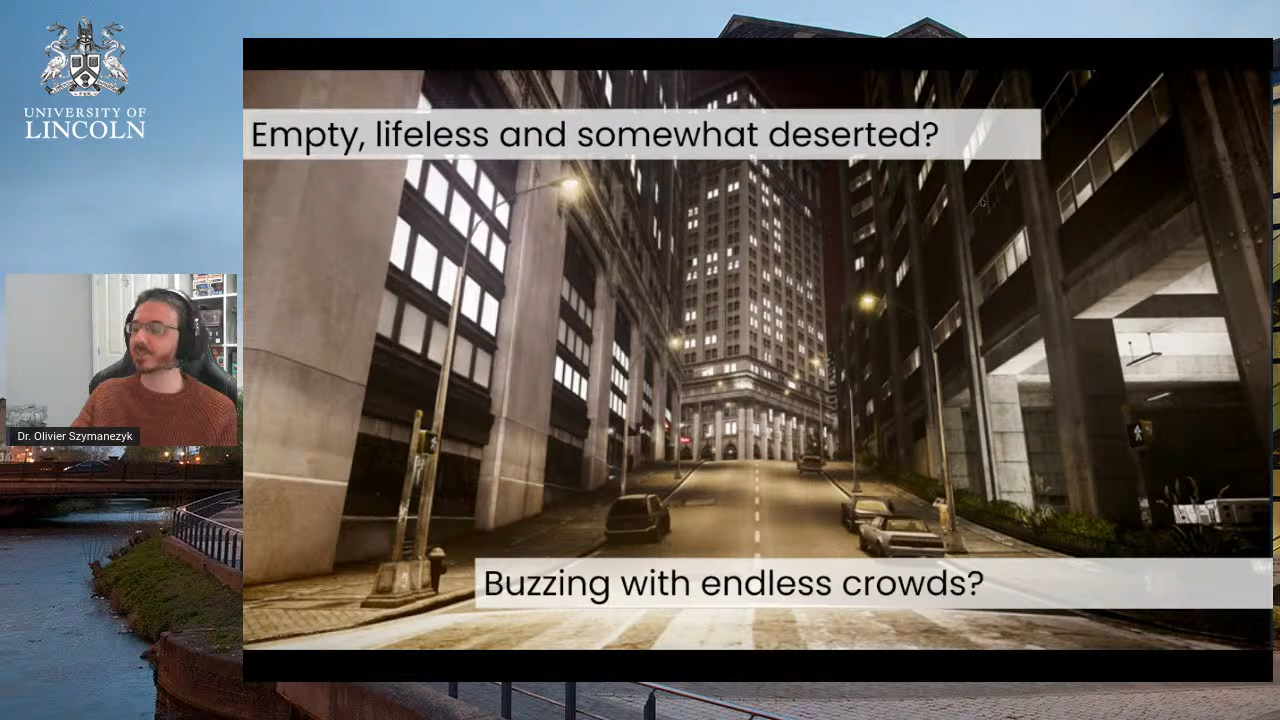 UNIVERSITY OF
LINCOLN
Empty, lifeless and somewhat deserted?
Dr. Olivier Szymanezyk
Buzzing with endless crowds?